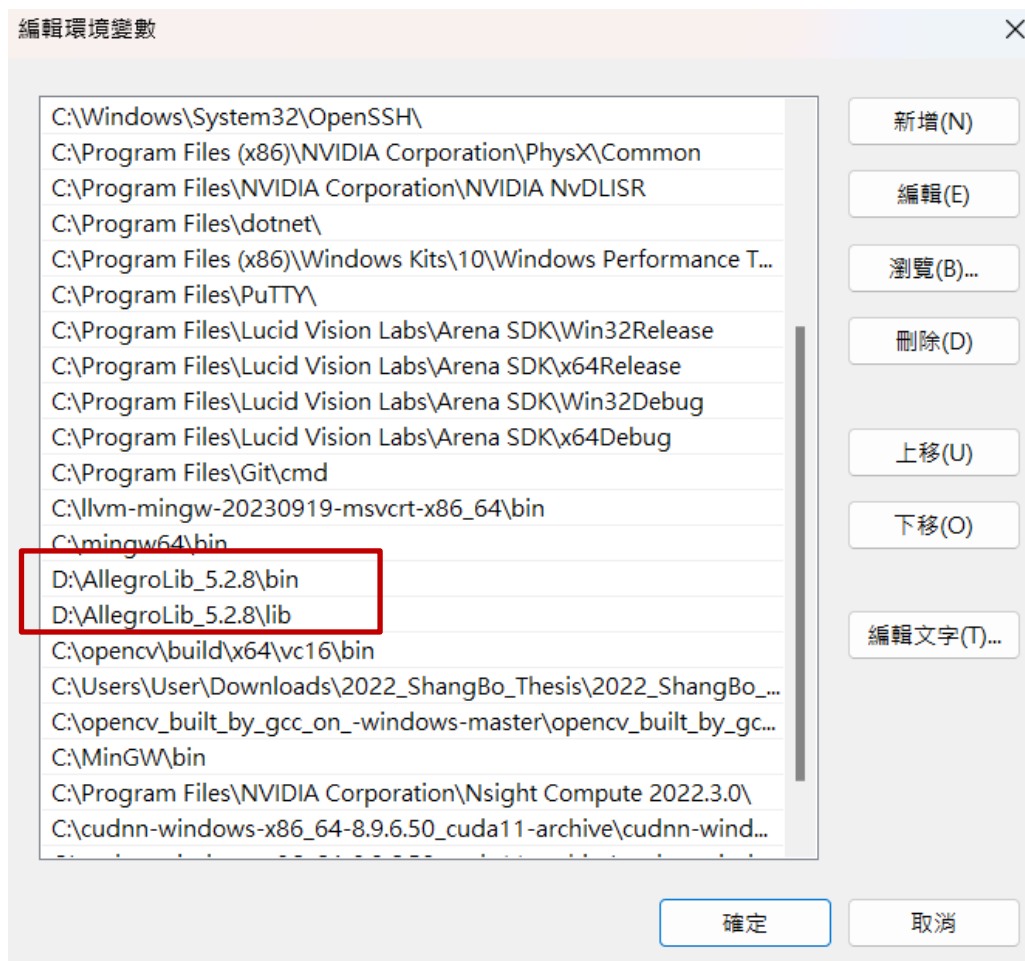 編輯環境變數
C:\Windows\System32\OpenSSH\
C:\Program Files (x86)\NVIDIA Corporation\PhysX\Common
C:\Program Files\NVIDIA Corporation\NVIDIA NvDLISR
C:\Program Files\dotnet\
C:\Program Files (x86)\Windows Kits\10\Windows Performance T...
C:\Program Files\PuTTY\
C:\Program Files\Lucid Vision Labs\Arena SDK\Win32Release
C:\Program Files\Lucid Vision Labs\Arena SDK\x64Release
C:\Program Files\Lucid Vision Labs\Arena SDK\Win32Debug
C:\Program Files\Lucid Vision Labs\Arena SDK\x64Debug
C:\Program Files\Git\cmd
C:\llvm-mingw-20230919-msvcrt-x86_64\bin
C:\mingw64\bin
D:\AllegroLib_5.2.8\bin
D:\AllegroLib_5.2.8\lib
C:\opencv\build\x64\vc16\bin
C:\Users\User\Downloads\2022_ShangBo_Thesis\2022_ShangBo_...
C:\opencv_built_by_gcc_on_-windows-master\opencv_built_by_gc...
C:\MinGW\bin
C:\Program Files\NVIDIA Corporation\Nsight Compute 2022.3.0\
C:\cudnn-windows-x86_64-8.9.6.50_cuda11-archive\cudnn-wind...
新增(N)
編輯(E)
瀏覽(B)...
刪除(D)
上移(U)
下移(O)
編輯文字(T)...
確定
取消